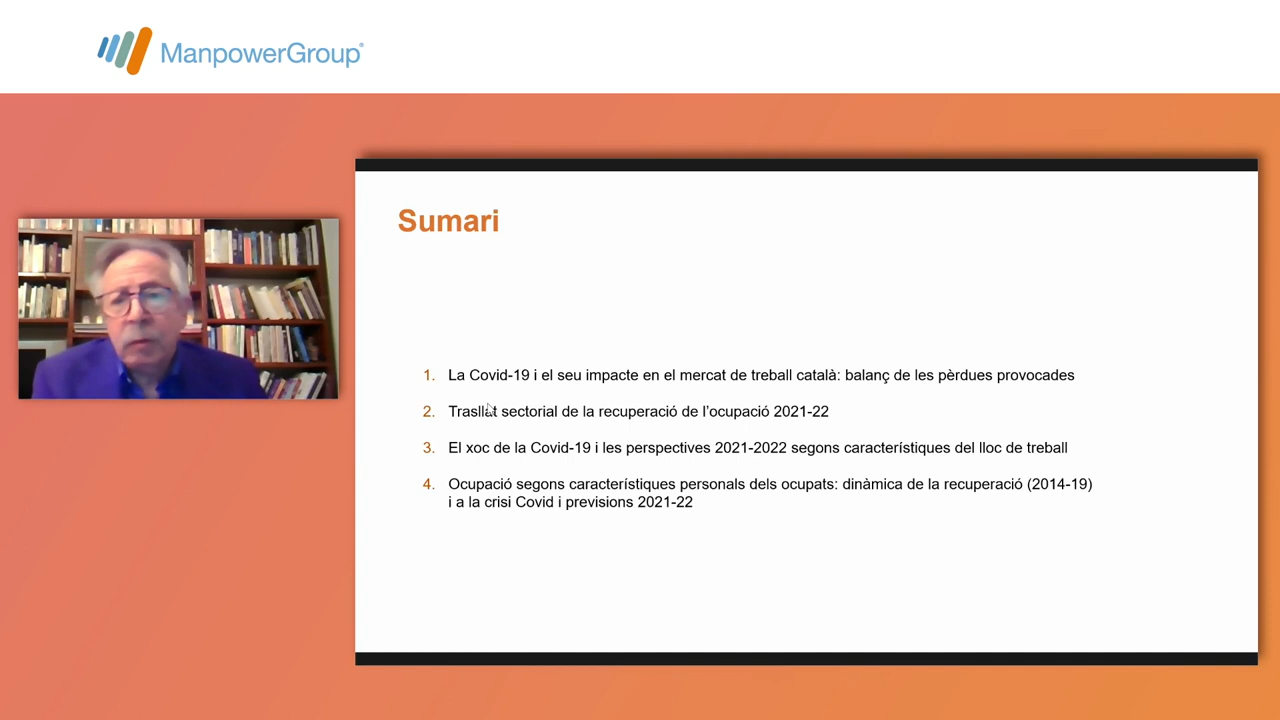 ManpowerGroup
Sumari
1. La Covid-19 i el seu impacte en el mercat de treball català: balanç de les pèrdues provocades
2. Trasllat sectorial de la recuperació de l’ocupació 2021-22
3. El xoc de la Covid-19 i les perspectives 2021-2022 segons característiques del lloc de treball
4. Ocupació segons característiques personals dels ocupats: dinàmica de la recuperació (2014-19)
i a la crisi Covid i previsions 2021-22